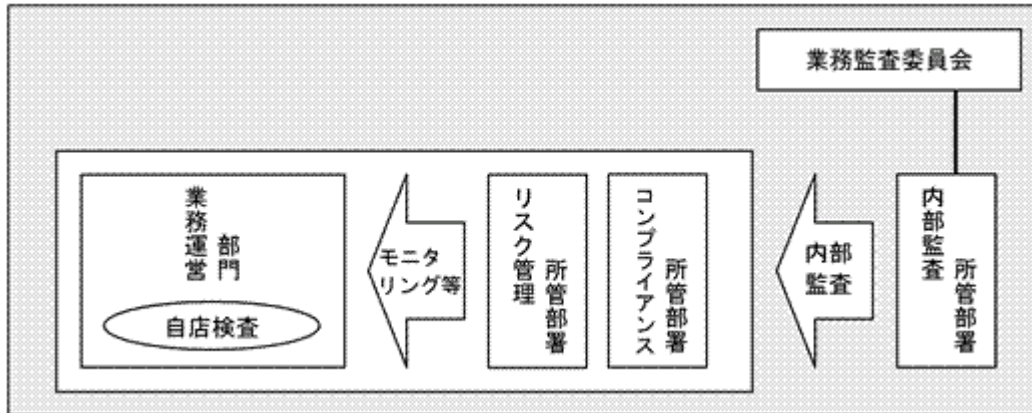 業務監査委員会
業務運営
部門
自店検査
モニタ
リング等
リスク管理
所管部署
コンプライアンス
所管部署
内部
監査
内部監査
所管部署